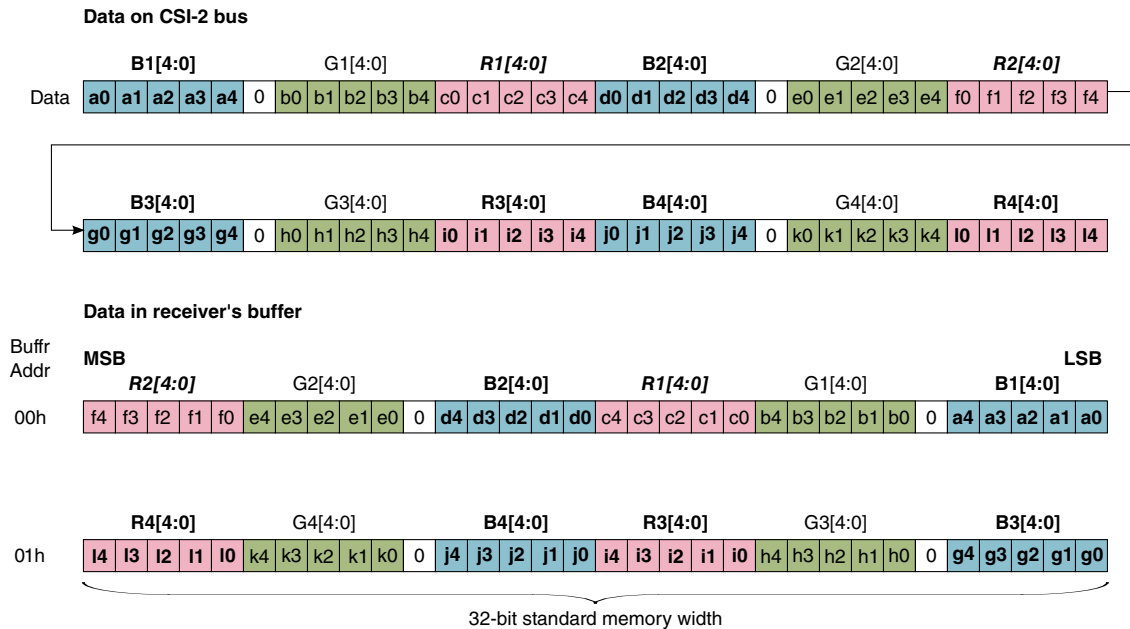 Data on CSI-2 bus
B1[4:0] G1[4:0] R1[4:0] B2[4:0] G2[4:0] R2[4:0]
Data a0 a1 a2 a3 a4 0 b0 b1 b2 b3 b4 c0 c1 c2 c3 c4 d0 d1 d2 d3 d4 0 e0 e1 e2 e3 e4 f0 f1 f2 f3 f4
B3[4:0] G3[4:0] R3[4:0] B4[4:0] G4[4:0] R4[4:0]
g0 g1 g2 g3 g4 0 h0 h1 h2 h3 h4 i0 i1 i2 i3 i4 j0 j1 j2 j3 j4 0 k0 k1 k2 k3 k4 l0 l1 l2 l3 l4
Data in receiver's buffer
Buffr
Addr
MSB LSB
R2[4:0] G2[4:0] B2[4:0] R1[4:0] G1[4:0] B1[4:0]
00h f4 f3 f2 f1 f0 e4 e3 e2 e1 e0 0 d4 d3 d2 d1 d0 c4 c3 c2 c1 c0 b4 b3 b2 b1 b0 0 a4 a3 a2 a1 a0
R4[4:0] G4[4:0] B4[4:0] R3[4:0] G3[4:0] B3[4:0]
01h l4 l3 l2 l1 l0 k4 k3 k2 k1 k0 0 j4 j3 j2 j1 j0 i4 i3 i2 i1 i0 h4 h3 h2 h1 h0 0 g4 g3 g2 g1 g0
32-bit standard memory width